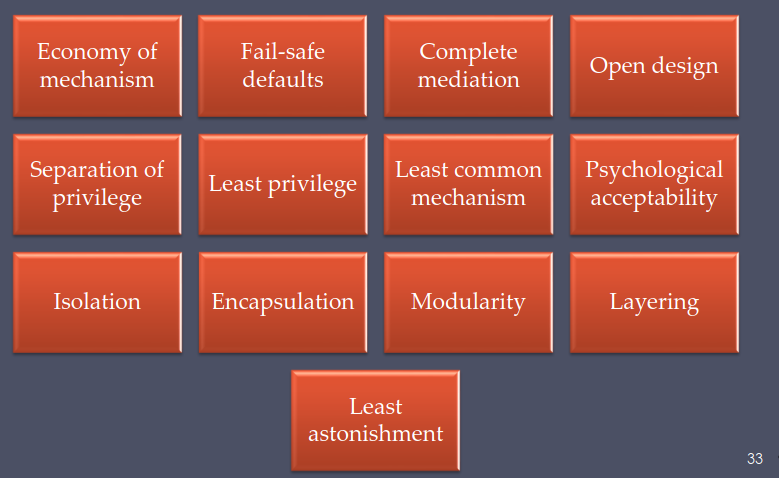 Economy of
mechanism
Fail-safe
defaults
Complete
mediation
Open design
Separation of
privilege
Least privilege
Least common
mechanism
Psychological
acceptability
Isolation
Encapsulation
Modularity
Layering
Least
astonishment
33